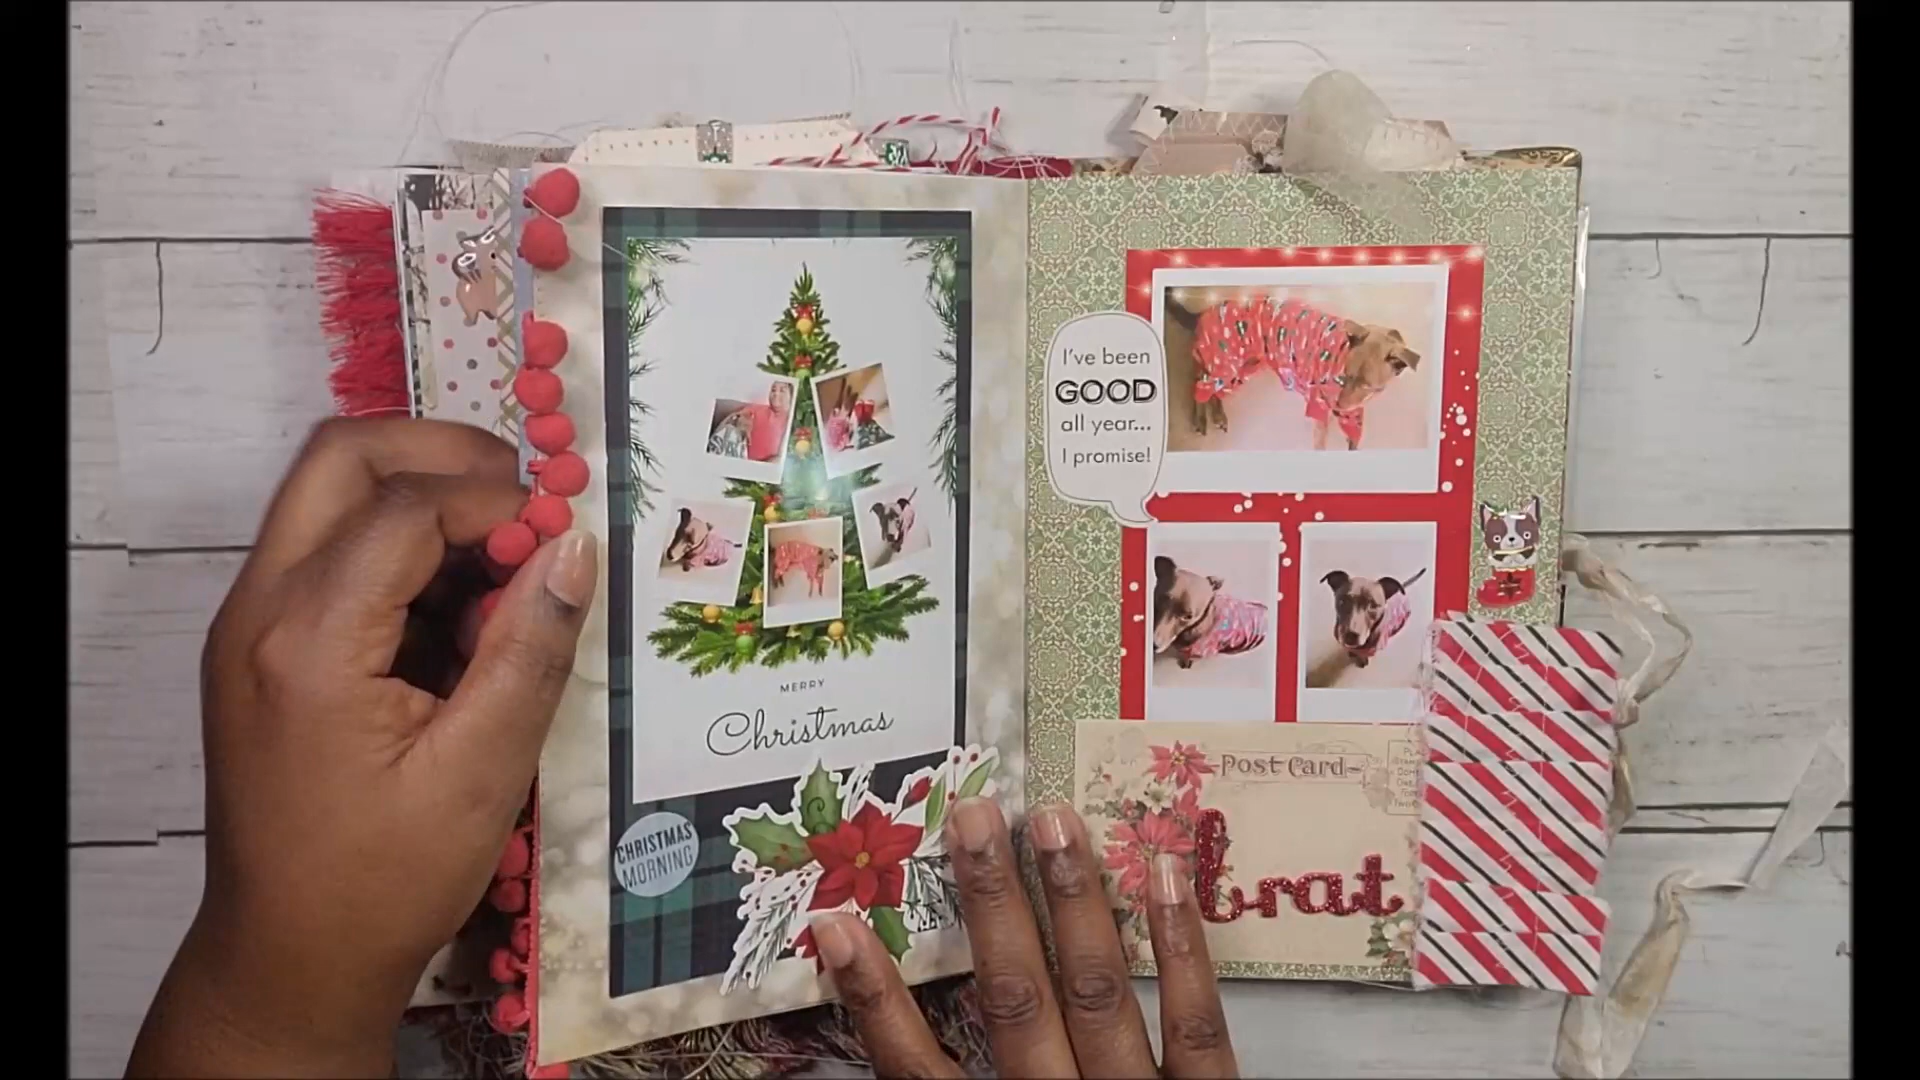 MERRY
Christmas
CHRISTMAS
MORNING
I've been
GOOD
all year...
I promise!
Post Card
brat